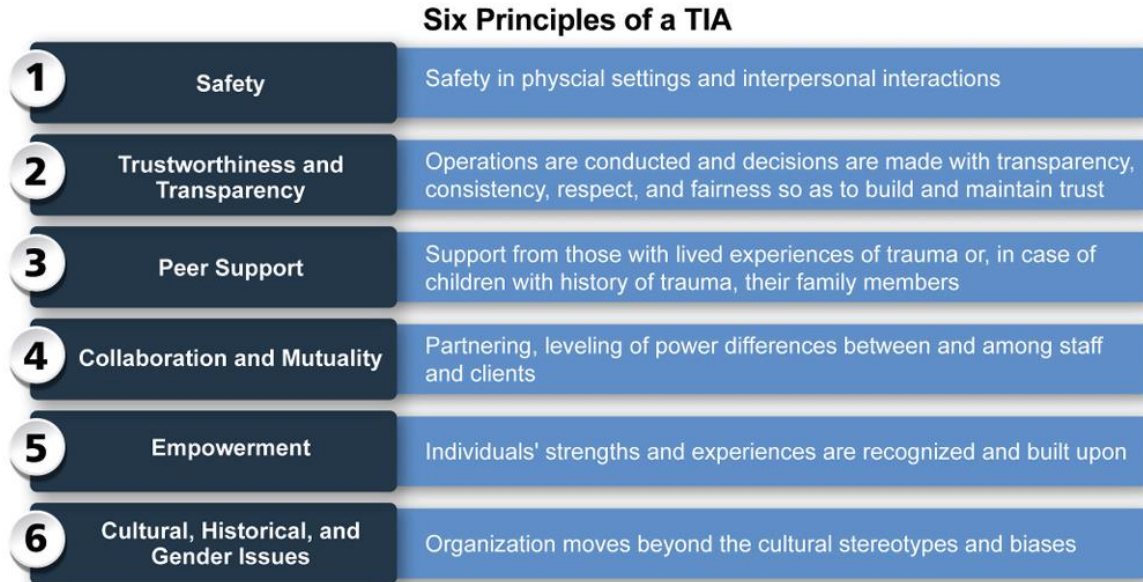 Six Principles of a TIA
1
Safety
Safety in physcial settings and interpersonal interactions
2
Trustworthiness and
Transparency
Operations are conducted and decisions are made with transparency,
consistency, respect, and fairness so as to build and maintain trust
3
Peer Support
Support from those with lived experiences of trauma or, in case of
children with history of trauma, their family members
4
Collaboration and Mutuality
Partnering, leveling of power differences between and among staff
and clients
5
Empowerment
Individuals' strengths and experiences are recognized and built upon
6
Cultural, Historical, and
Gender Issues
Organization moves beyond the cultural stereotypes and biases